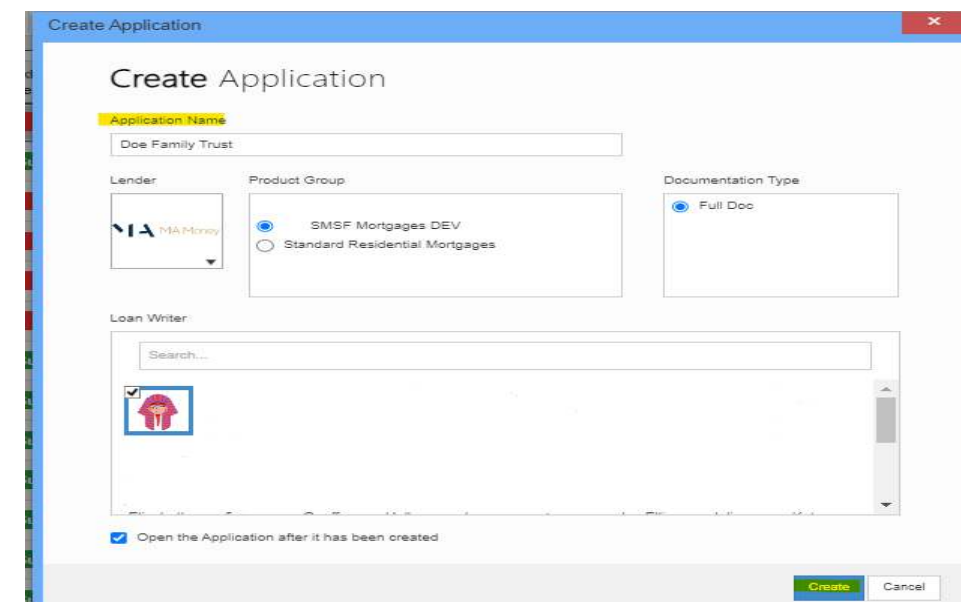 Create Application
Create Application
Application Name
Doe Family Trust
Lender
Product Group
Documentation Type
MA Money
SMSF Mortgages DEV
Standard Residential Mortgages
Full Doc
Loan Writer
Search...
Open the Application after it has been created
Create
Cancel